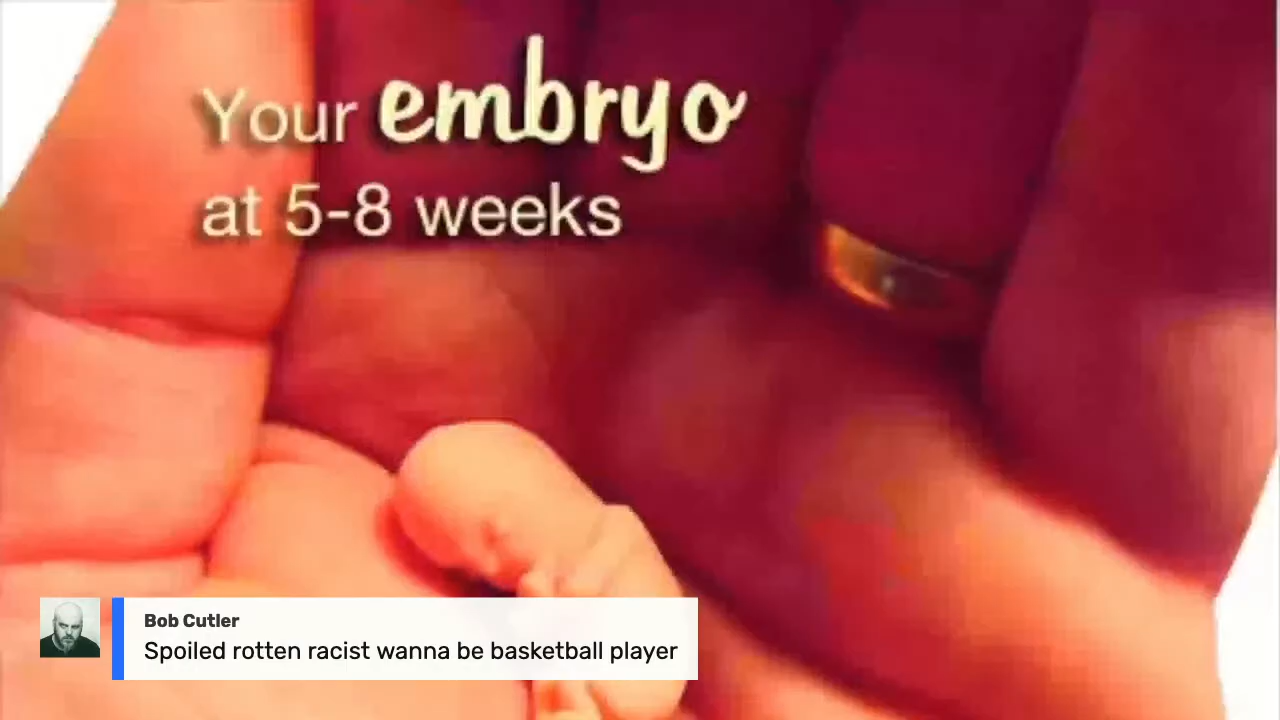 Your embryo
at 5-8 weeks
Bob Cutler
Spoiled rotten racist wanna be basketball player